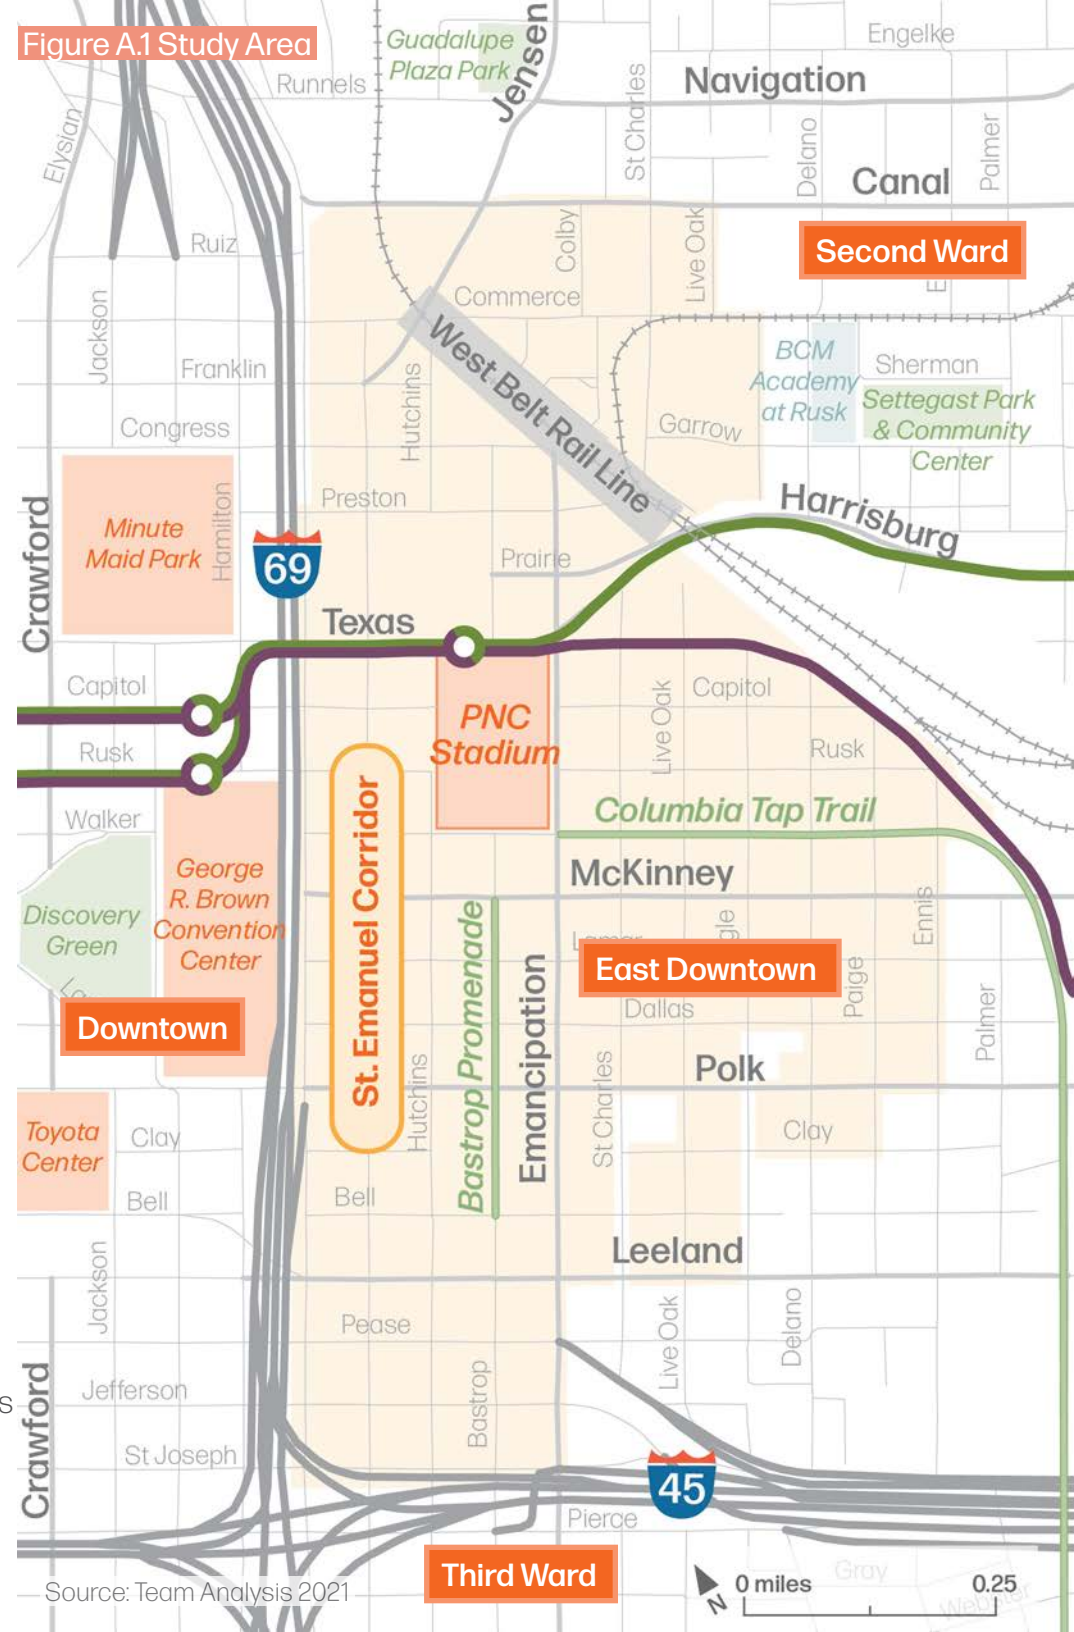 Figure A.1 Study Area
Guadalupe
Plaza Park
Jensen
Engelke
Runnels
Navigation
St Charles
Elysian
Delano
Palmer
Canal
Ruiz
Colby
Live Oak
Second Ward
E
Commerce
Jackson
Franklin
West Belt Rail Line
BCM
Academy
at Rusk
Sherman
Settegast Park
& Community
Center
Hutchins
Garrow
Congress
Preston
Harrisburg
Crawford
Minute
Maid Park
Hamilton
69
Prairie
Texas
Capitol
PNC
Stadium
Live Oak
Capitol
Rusk
Rusk
Walker
Columbia Tap Trail
McKinney
St. Emanuel Corridor
George
R. Brown
Convention
Center
Discovery
Green
Bastrop Promenade
Emancipation
Lamar
gle
Ennis
East Downtown
Paige
Dallas
Palmer
Downtown
Polk
Hutchins
St Charles
Clay
Toyota
Center
Clay
Bell
Bell
Leeland
Jackson
Pease
Live Oak
Delano
Jefferson
s
Bastrop
Crawford
St Joseph
45
Pierce
Third Ward
Source: Team Analysis 2021
N
0 miles
0.25
Gray
Webster